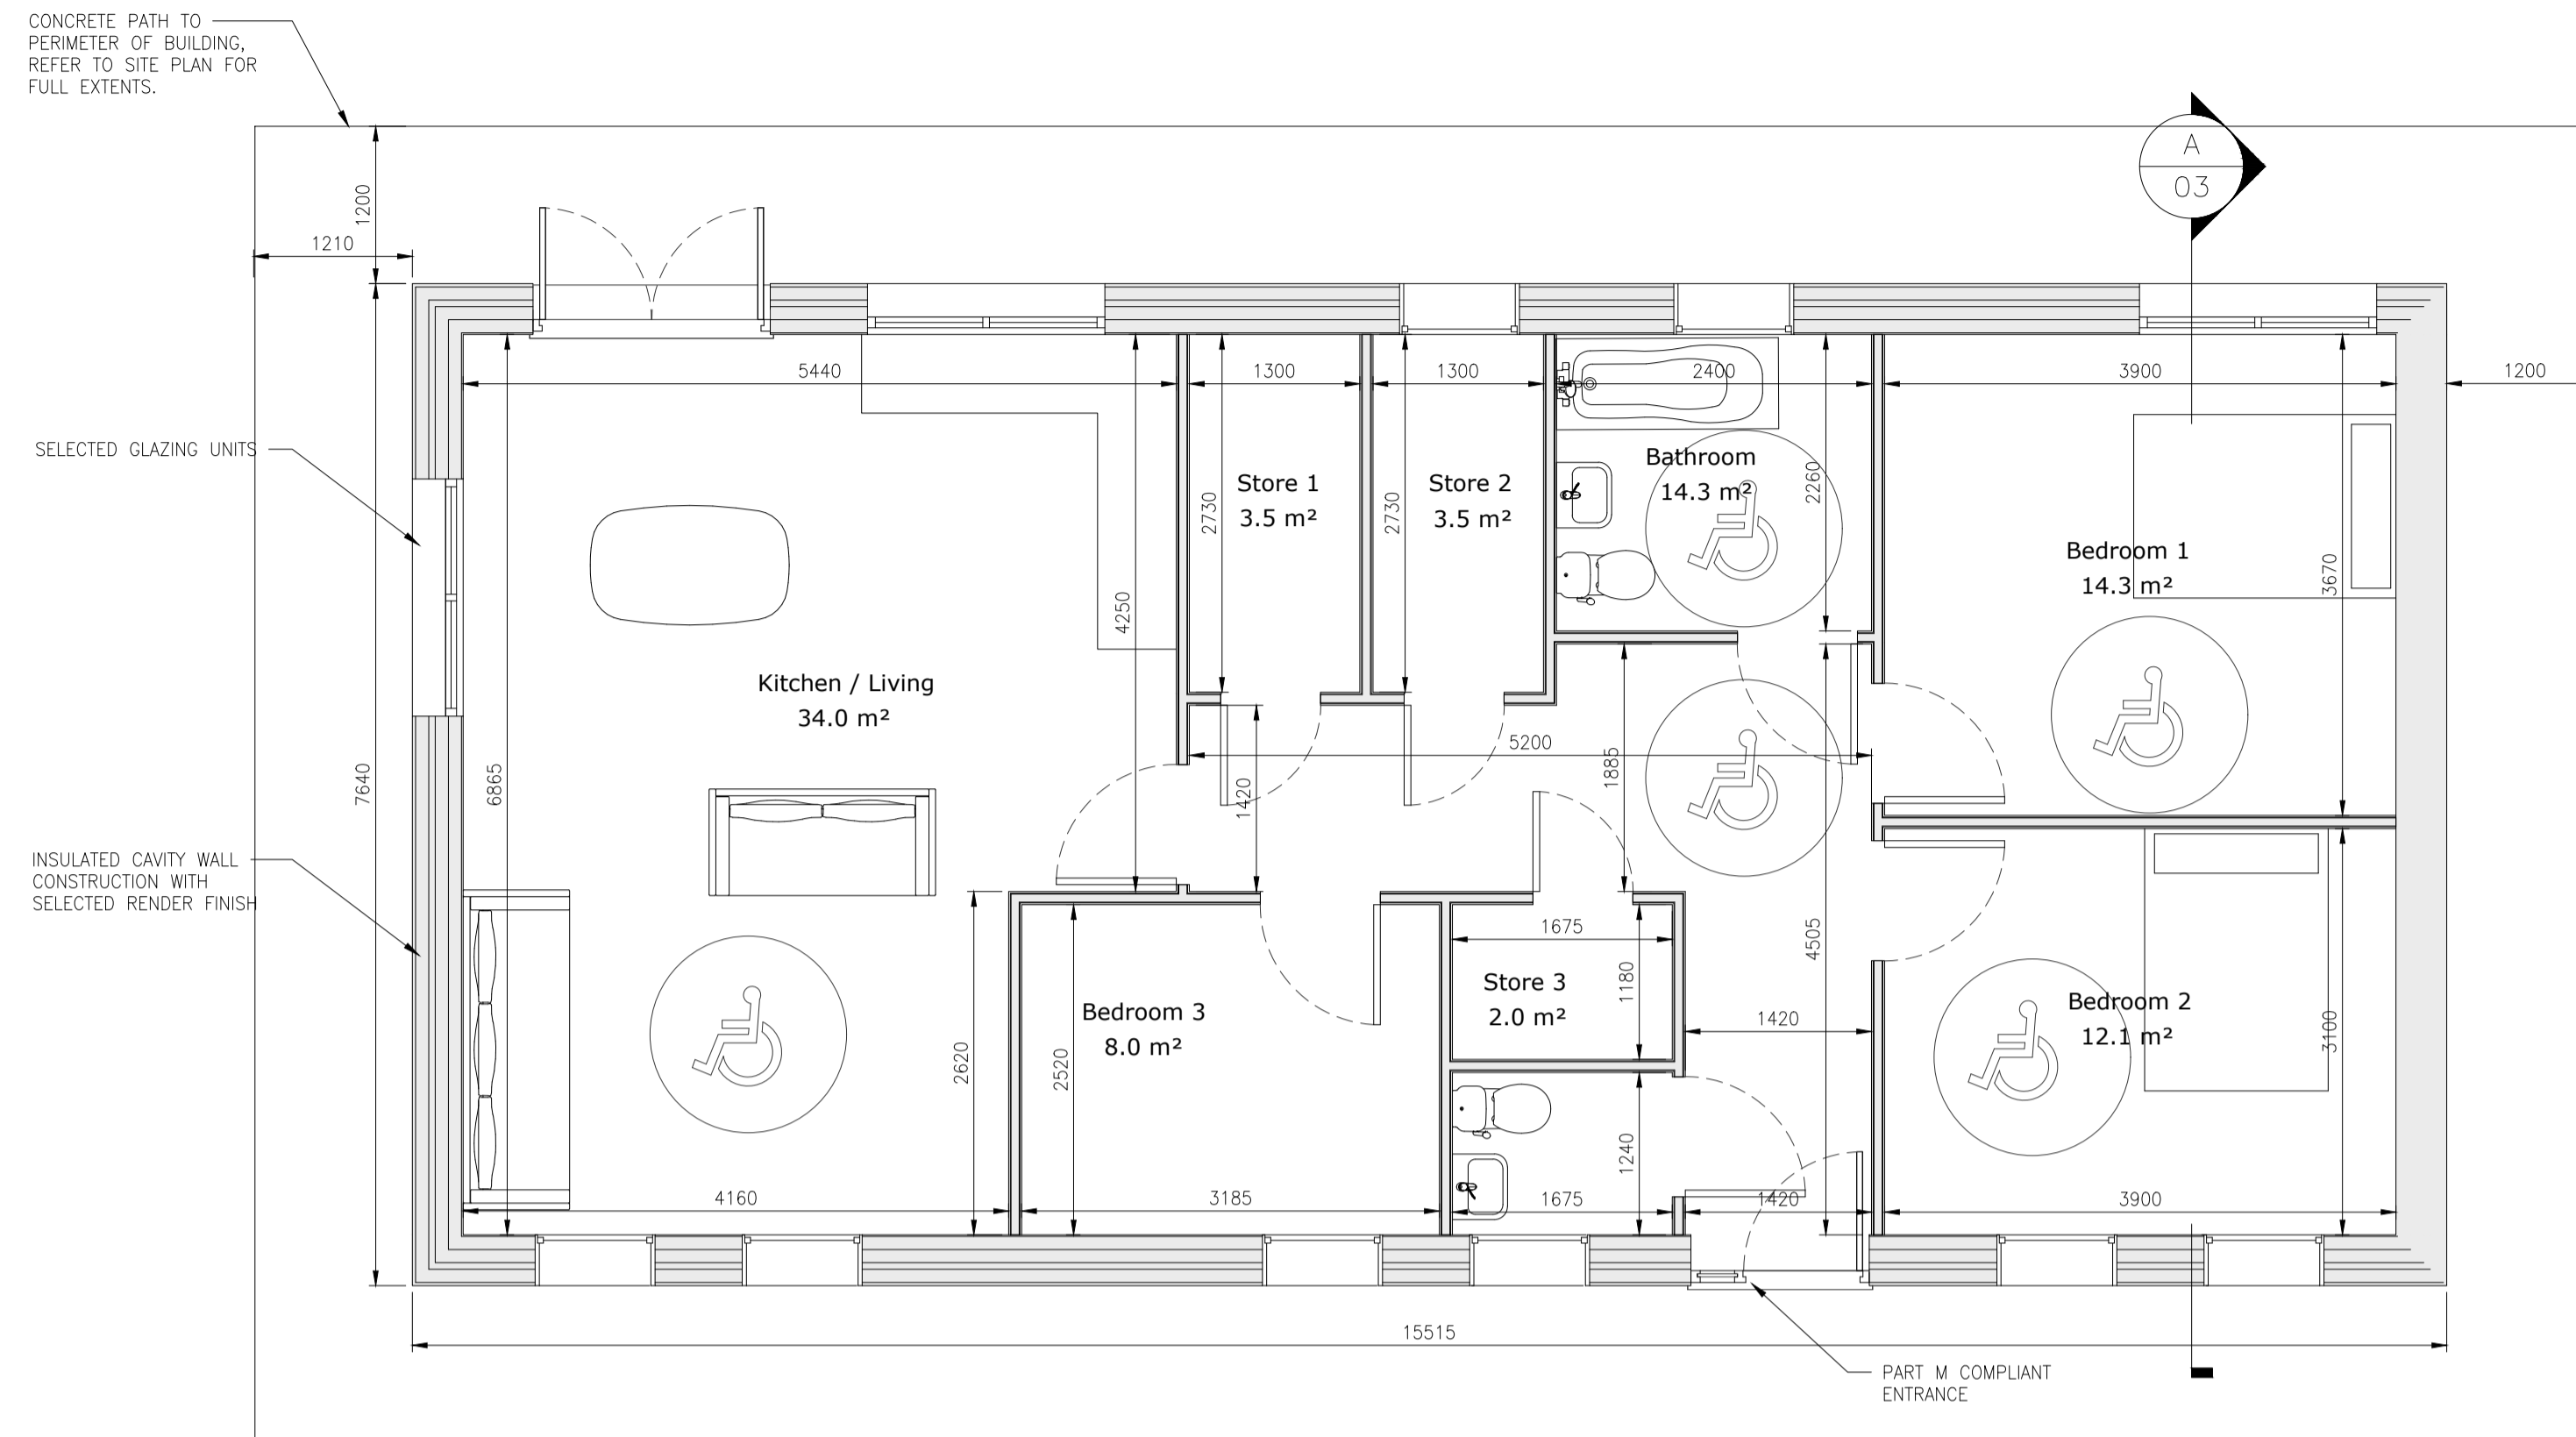 CONCRETE PATH TO
PERIMETER OF BUILDING,
REFER TO SITE PLAN FOR
FULL EXTENTS.
A
03
1200
1210
5440
1300
1300
2400
3900
1200
SELECTED GLAZING UNITS
Store 1
3.5 m²
Store 2
3.5 m²
Bathroom
14.3 m²
2260
2730
2730
Bedroom 1
14.3 m²
3670
4250
Kitchen / Living
34.0 m²
5200
1885
1420
7640
6865
INSULATED CAVITY WALL
CONSTRUCTION WITH
SELECTED RENDER FINISH
1675
4505
Store 3
2.0 m²
1180
Bedroom 3
8.0 m²
1420
Bedroom 2
12.1 m²
3100
2620
2520
1240
4160
3185
1675
1420
3900
15515
PART M COMPLIANT
ENTRANCE